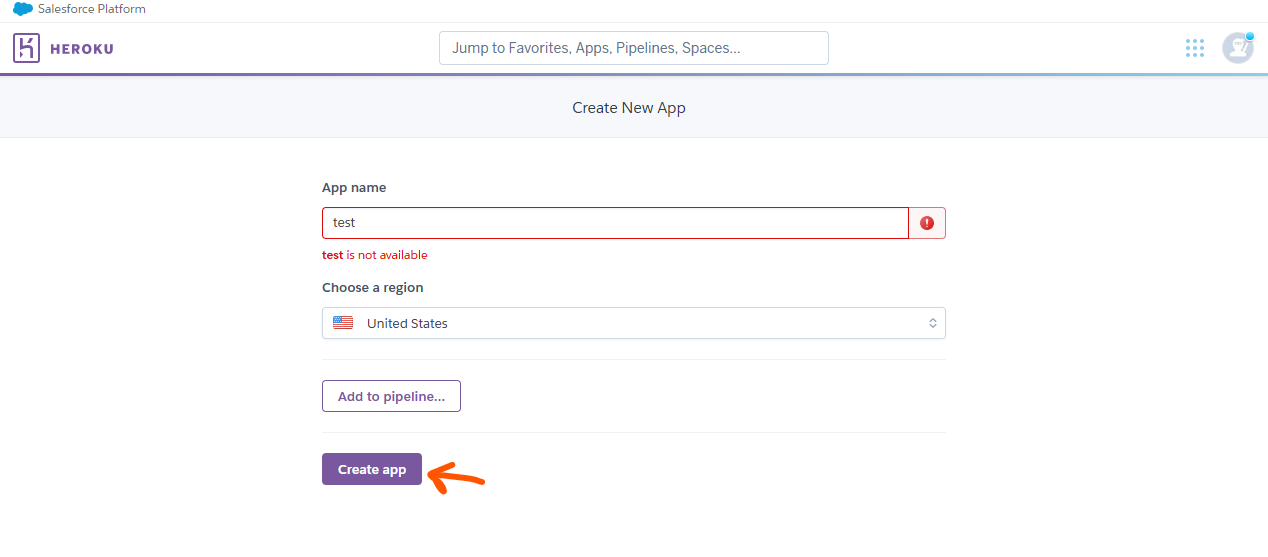 Salesforce Platform
HEROKU
Jump to Favorites, Apps, Pipelines, Spaces...
Create New App
App name
test
test is not available
Choose a region
United States
Add to pipeline...
Create app